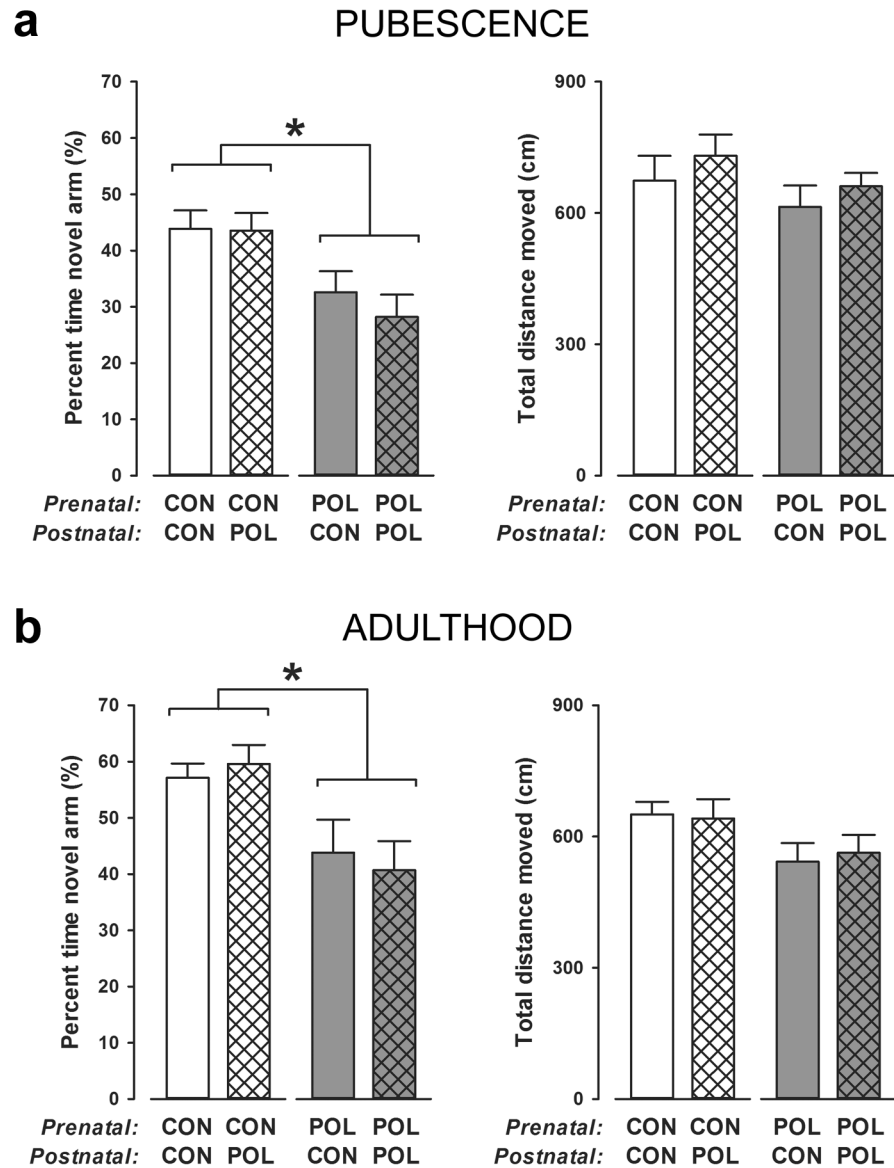 a
PUBESCENCE
Percent time novel arm (%)
70
60
50
40
30
20
10
0
*
Prenatal: CON CON POL POL
Postnatal: CON POL CON POL
Total distance moved (cm)
900
600
300
0
Prenatal: CON CON POL POL
Postnatal: CON POL CON POL
b
ADULTHOOD
Percent time novel arm (%)
70
60
50
40
30
20
10
0
*
Prenatal: CON CON POL POL
Postnatal: CON POL CON POL
Total distance moved (cm)
900
600
300
0
Prenatal: CON CON POL POL
Postnatal: CON POL CON POL